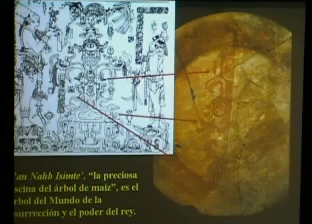 'an Nahb Isimte'. "la preciosa
scina del árbol de maíz", es el
rbol del Mundo de la
surrección y el poder del rey.